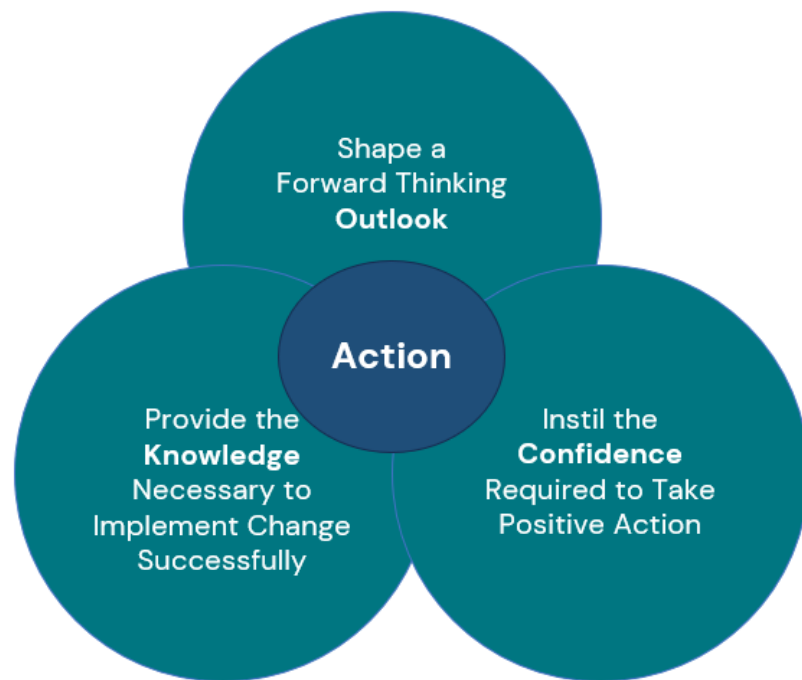 Shape a
Forward Thinking
Outlook
Action
Provide the
Knowledge
Necessary to
Implement Change
Successfully
Instil the
Confidence
Required to Take
Positive Action